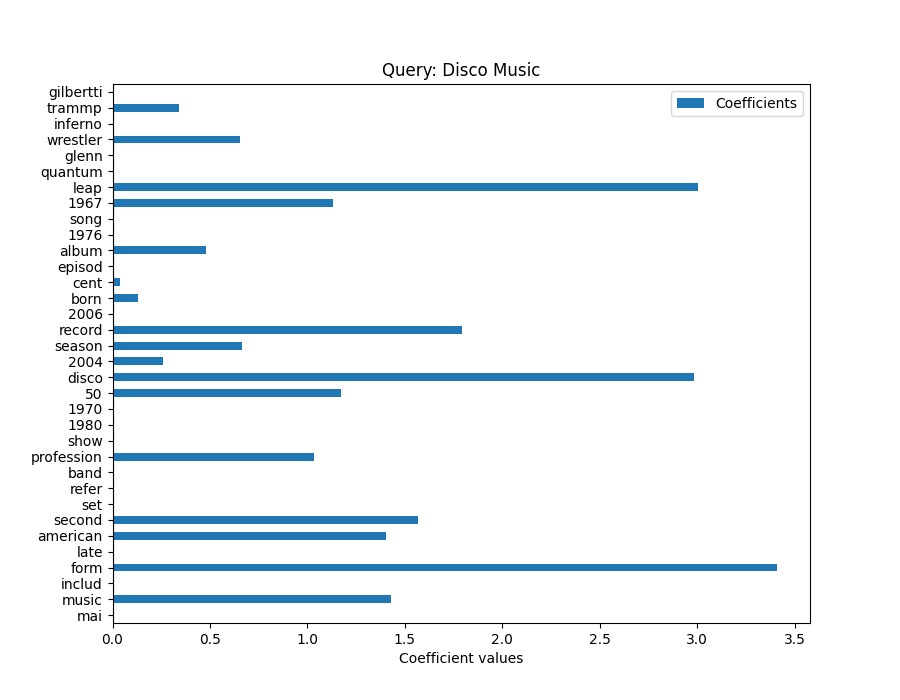 Query: Disco Music
Coefficients
gilbertti
trammp
inferno
wrestler
glenn
quantum
leap
1967
song
1976
album
episod
cent
born
2006
record
season
2004
disco
50
1970
1980
show
profession
band
refer
set
second
american
late
form
includ
music
mai
0.0 0.5 1.0 1.5 2.0 2.5 3.0 3.5
Coefficient values